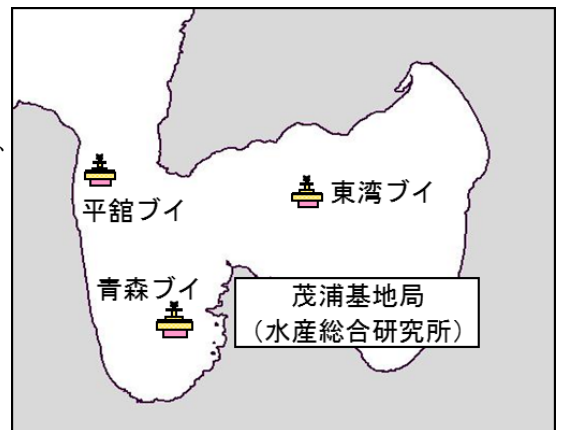 平舘ブイ
東湾ブイ
青森ブイ
茂浦基地局
（水産総合研究所）